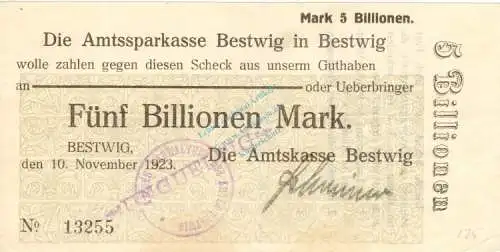 Mark 5 Billionen.
Die Amtssparkasse Bestwig in Bestwig
wolle zahlen gegen diesen Scheck aus unserm Guthaben
an oder Ueberbringer
Fünf Billionen Mark.
BESTWIG,
den 10. November 1923.
Die Amtskasse Bestwig
No 13255
5 Billionen